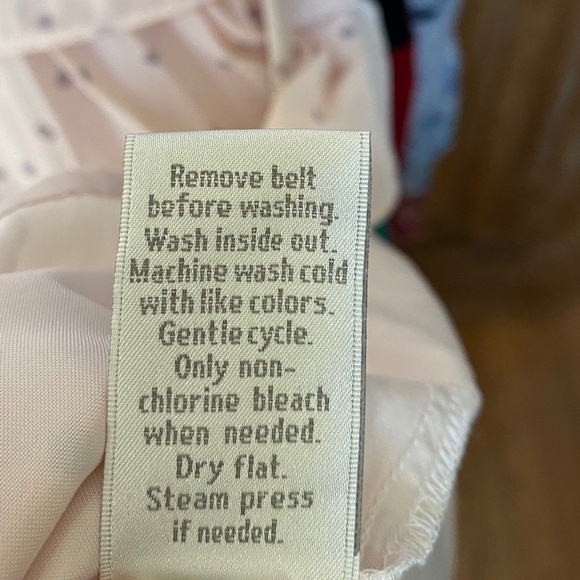 Remove belt
before washing.
Wash inside out.
Machine wash cold
with like colors.
Gentle cycle.
Only non-
chlorine bleach
when needed.
Dry flat.
Steam press
if needed.